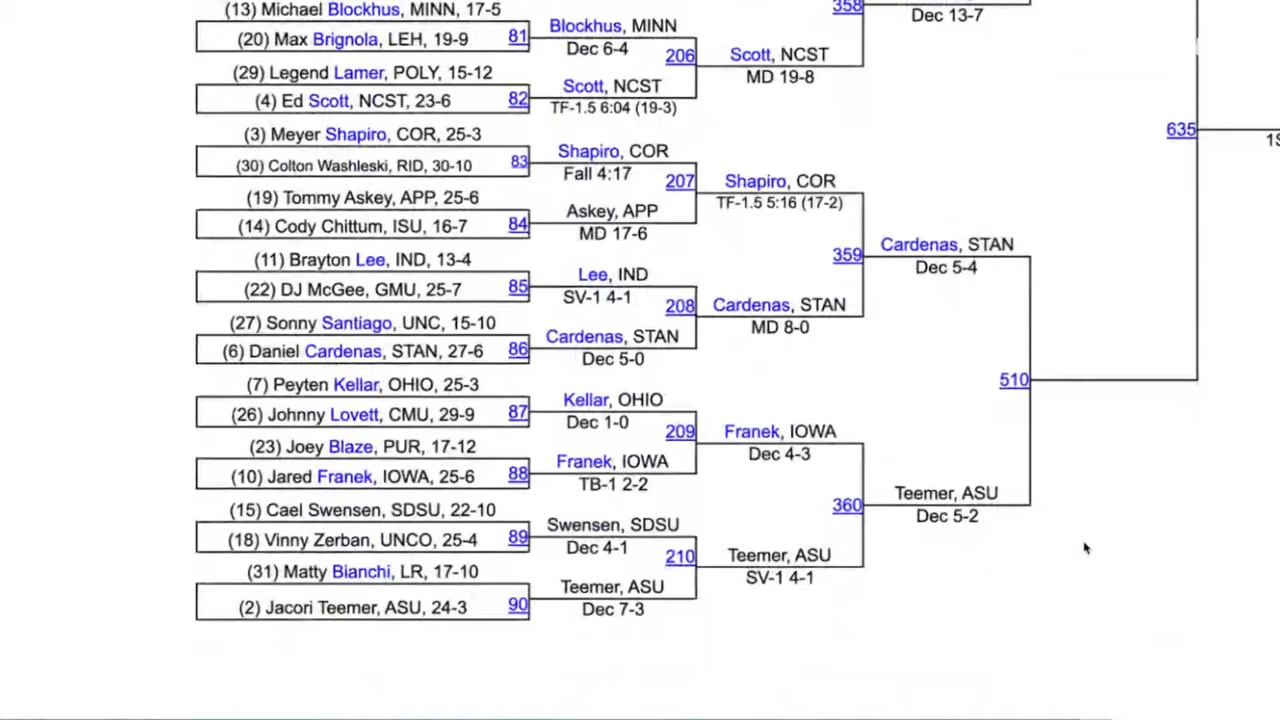 (13) Michael Blockhus, MINN, 17-5
(20) Max Brignola, LEH, 19-9
81
(29) Legend Lamer, POLY, 15-12
(4) Ed Scott, NCST, 23-6
82
(3) Meyer Shapiro, COR, 25-3
(30) Colton Washleski, RID, 30-10
83
(19) Tommy Askey, APP, 25-6
(14) Cody Chittum, ISU, 16-7
84
(11) Brayton Lee, IND, 13-4
(22) DJ McGee, GMU, 25-7
85
(27) Sonny Santiago, UNC, 15-10
(6) Daniel Cardenas, STAN, 27-6
86
(7) Peyten Kellar, OHIO, 25-3
(26) Johnny Lovett, CMU, 29-9
87
(23) Joey Blaze, PUR, 17-12
(10) Jared Franek, IOWA, 25-6
88
(15) Cael Swensen, SDSU, 22-10
(18) Vinny Zerban, UNCO, 25-4
89
(31) Matty Bianchi, LR, 17-10
(2) Jacori Teemer, ASU, 24-3
90
Blockhus, MINN
Dec 6-4
206
Scott, NCST
TF-1.5 6:04 (19-3)
Shapiro, COR
Fall 4:17
207
Askey, APP
MD 17-6
Lee, IND
SV-1 4-1
208
Cardenas, STAN
Dec 5-0
Kellar, OHIO
Dec 1-0
209
Franek, IOWA
TB-1 2-2
Swensen, SDSU
Dec 4-1
210
Teemer, ASU
Dec 7-3
358
Scott, NCST
MD 19-8
Shapiro, COR
TF-1.5 5:16 (17-2)
359
Cardenas, STAN
MD 8-0
Franek, IOWA
Dec 4-3
360
Teemer, ASU
SV-1 4-1
Dec 13-7
Cardenas, STAN
Dec 5-4
510
Teemer, ASU
Dec 5-2
635